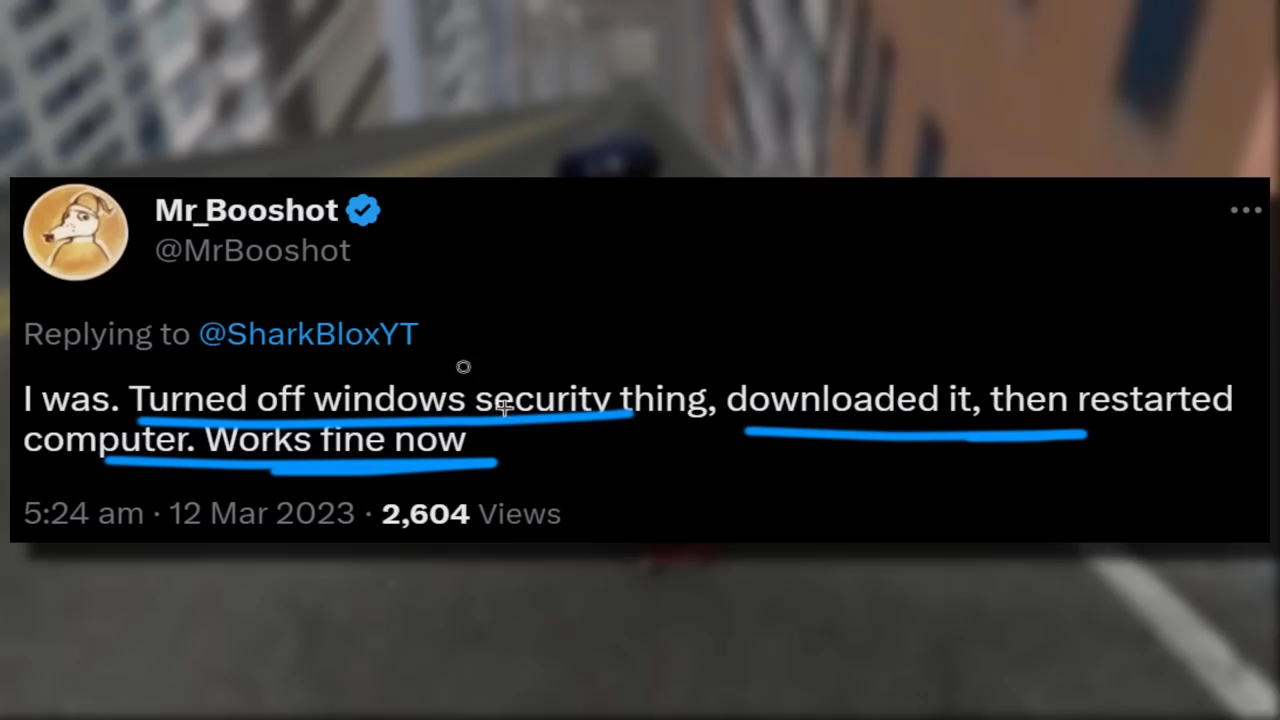 Mr_Booshot
@MrBooshot
Replying to @SharkBloxYT
I was. Turned off windows security thing, downloaded it, then restarted
computer. Works fine now
5:24 am · 12 Mar 2023 · 2,604 Views